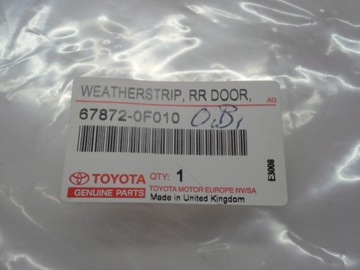 WEATHERSTRIP, RR DOOR,
AG
67872-0F010 O.B,
E3008
TOYOTA
GENUINE PARTS
QTY: 1
TOYOTA MOTOR EUROPE NV/SA
Made in United Kingdom